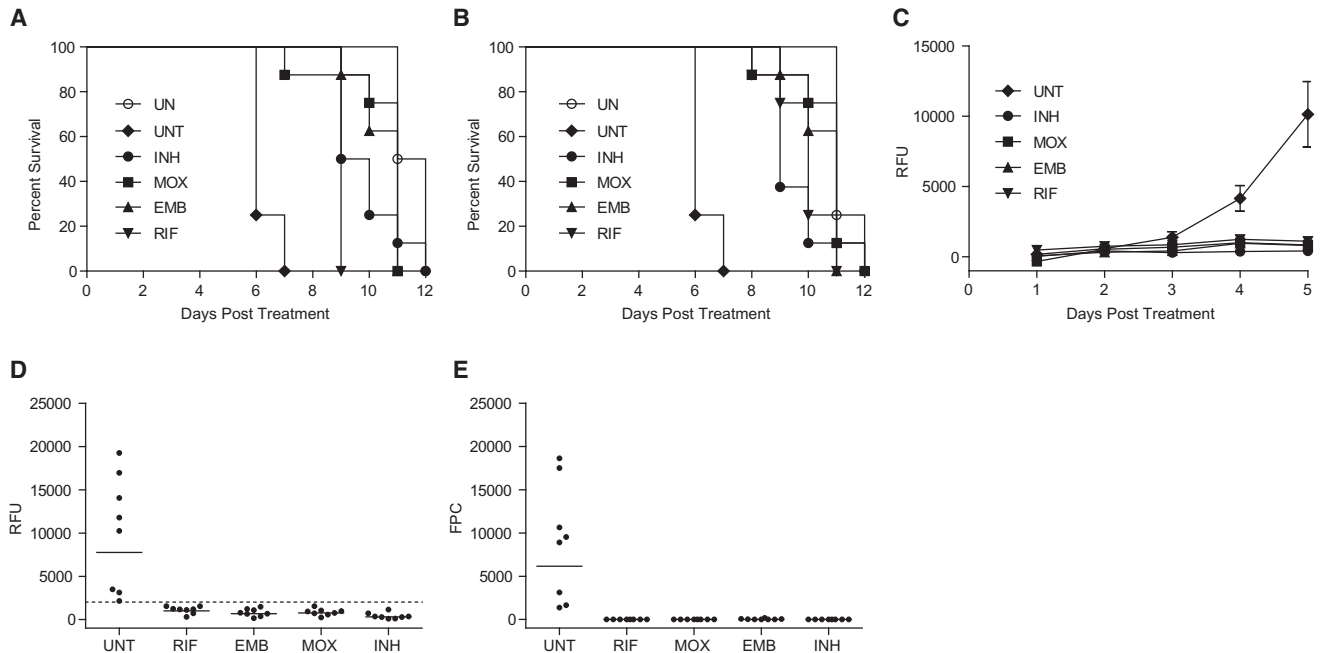 A
100
80
60
40
20
0
Percent Survival
UN
UNT
INH
MOX
EMB
RIF
0 2 4 6 8 10 12
Days Post Treatment
B
100
80
60
40
20
0
Percent Survival
UN
UNT
INH
MOX
EMB
RIF
0 2 4 6 8 10 12
Days Post Treatment
C
15000
10000
5000
0
RFU
UNT
INH
MOX
EMB
RIF
0 1 2 3 4 5
Days Post Treatment
D
25000
20000
15000
10000
5000
0
RFU
UNT RIF EMB MOX INH
E
25000
20000
15000
10000
5000
0
FPC
UNT RIF MOX EMB INH